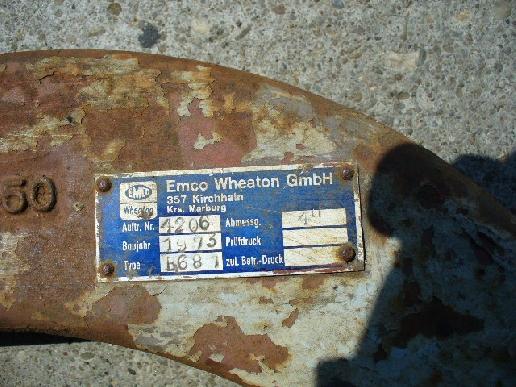 50
EMCO
Wheaton
Emco Wheaton GmbH
357 Kirchhain
Krs. Marburg
Auftr. Nr. 4206 Abmessg. 4"
Baujahr 1973 Prüfdruck
Type B681 zul. Betr.-Druck